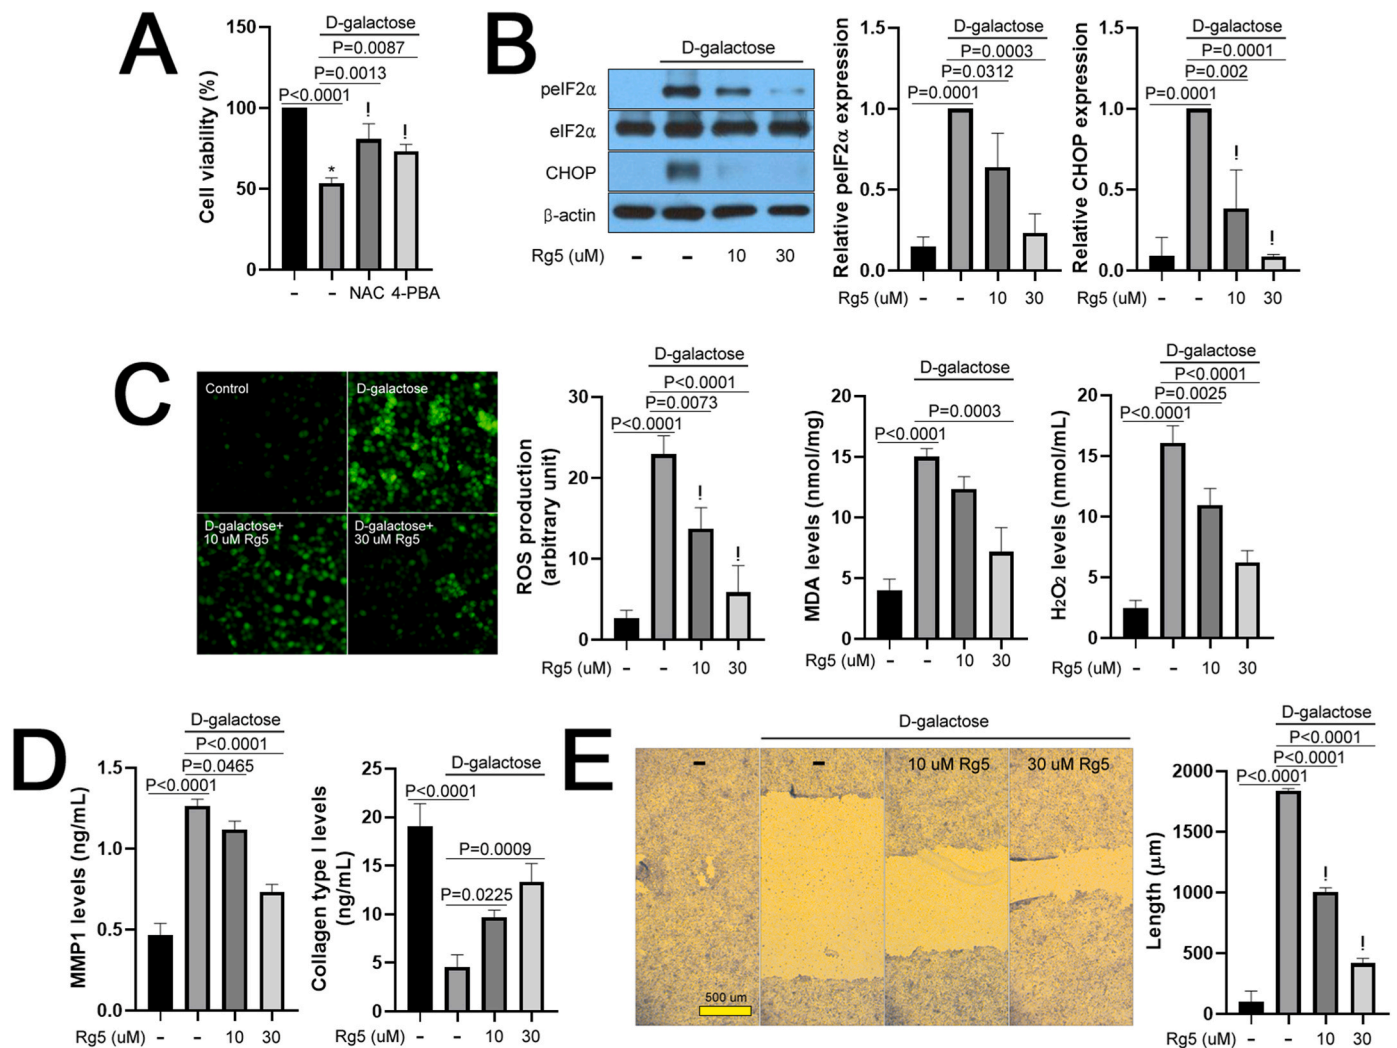 A
D-galactose
P=0.0087
P=0.0013
P<0.0001
Cell viability (%)
150
100
50
0
*
!
!
-
-
NAC
4-PBA
B
D-galactose
peIF2α
eIF2α
CHOP
β-actin
Rg5 (uM)
-
-
10
30
D-galactose
P=0.0003
P=0.0312
P=0.0001
Relative peIF2α expression
1.5
1.0
0.5
0.0
Rg5 (uM)
-
-
10
30
D-galactose
P=0.0001
P=0.002
P=0.0001
Relative CHOP expression
1.5
1.0
0.5
0.0
!
!
Rg5 (uM)
-
-
10
30
C
Control
D-galactose
D-galactose+
10 uM Rg5
D-galactose+
30 uM Rg5
D-galactose
P<0.0001
P=0.0073
P<0.0001
ROS production
(arbitrary unit)
30
20
10
0
!
!
Rg5 (uM)
-
-
10
30
D-galactose
P=0.0003
P<0.0001
MDA levels (nmol/mg)
20
15
10
5
0
Rg5 (uM)
-
-
10
30
D-galactose
P<0.0001
P=0.0025
P<0.0001
H2O2 levels (nmol/mL)
20
15
10
5
0
Rg5 (uM)
-
-
10
30
D
D-galactose
P<0.0001
P=0.0465
P<0.0001
MMP1 levels (ng/mL)
1.5
1.0
0.5
0.0
Rg5 (uM)
-
-
10
30
D-galactose
P<0.0001
P=0.0009
P=0.0225
Collagen type I levels
(ng/mL)
25
20
15
10
5
0
Rg5 (uM)
-
-
10
30
E
D-galactose
-
-
10 uM Rg5
30 uM Rg5
500 um
D-galactose
P<0.0001
P<0.0001
P<0.0001
Length (μm)
2000
1500
1000
500
0
!
!
Rg5 (uM)
-
-
10
30